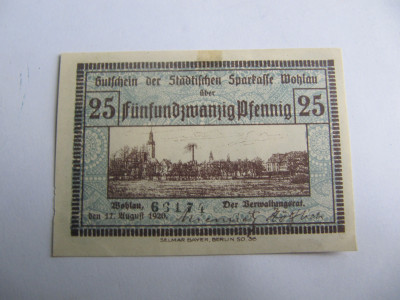 Gutschein der Städtischen Sparkasse Wohlau
über
25 Fünfundzwanzig Pfennig 25
Wohlau, 63174 Der Verwaltungsrat.
den 17. August 1920.
SELMAR BAYER, BERLIN SO 36